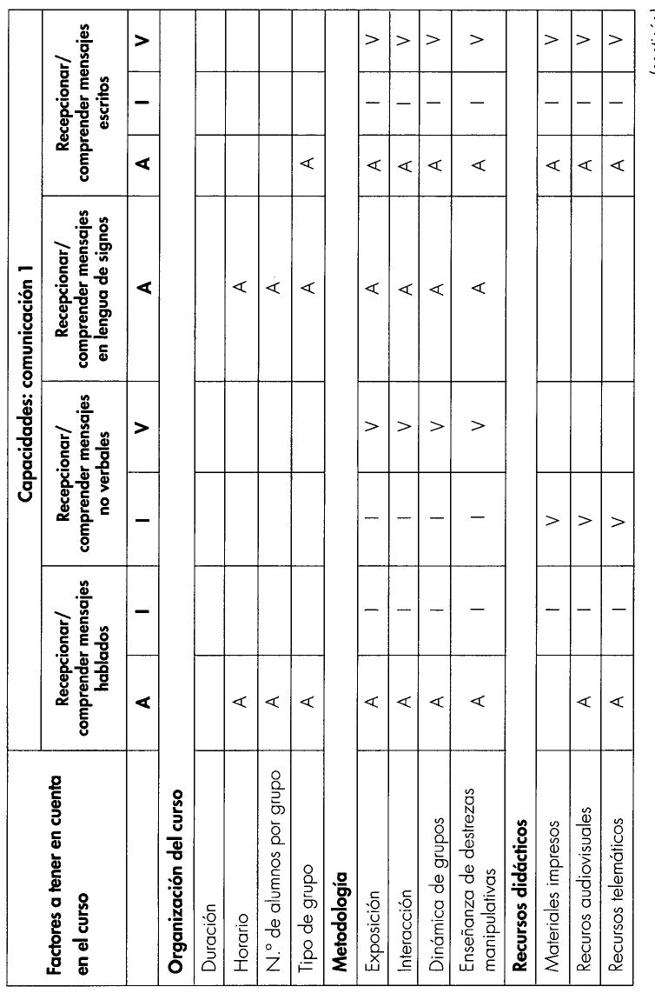 Factores a tener en cuenta
en el curso
Capacidades: comunicación 1
Recepcionar/
comprender mensajes
hablados
Recepcionar/
comprender mensajes
no verbales
Recepcionar/
comprender mensajes
en lengua de signos
Recepcionar/
comprender mensajes
escritos
A I I V A A I V
Organización del curso
Duración
Horario A A
N.º de alumnos por grupo A A
Tipo de grupo A A A
Metodología
Exposición A I I V A A I V
Interacción A I I V A A I V
Dinámica de grupos A I I V A A I V
Enseñanza de destrezas
manipulativas A I I V A A I V
Recursos didácticos
Materiales impresos I V A I V
Recuros audiovisuales A I V A I V
Recursos telemáticos A I V A I V